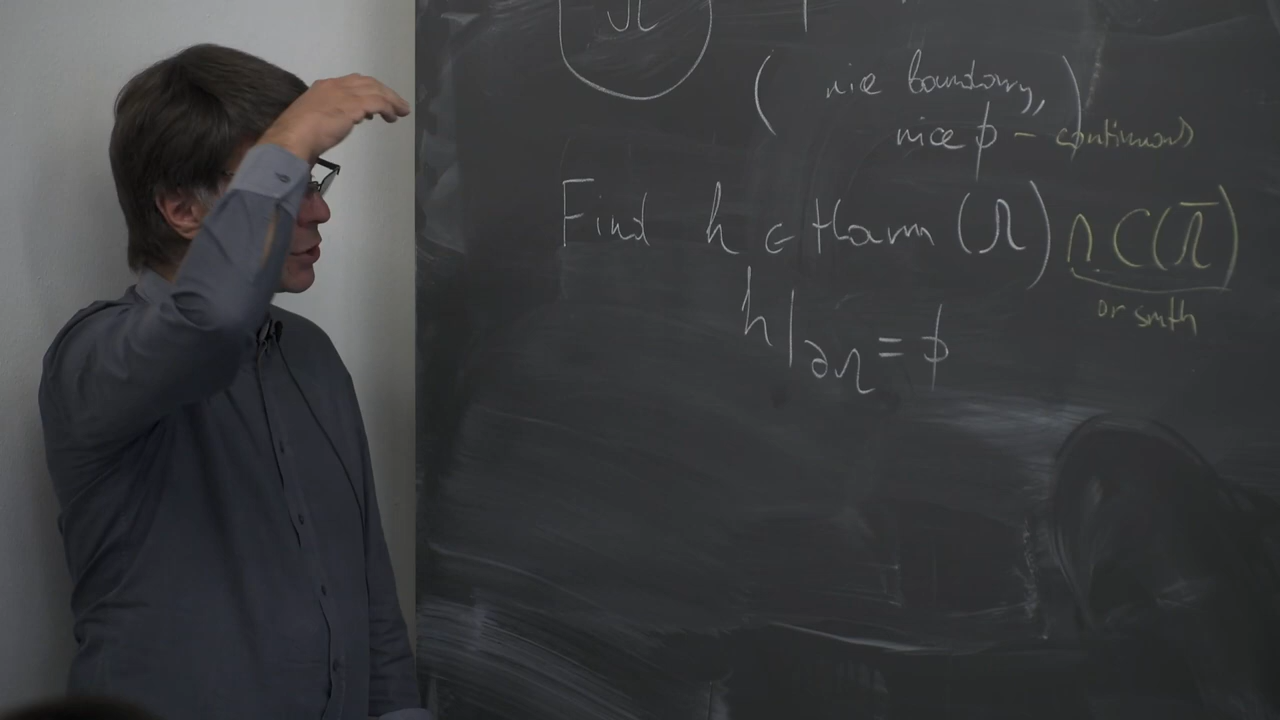 Ω
( nice boundary,
nice ϕ – continuous )
Find h ∈ Harm (Ω) ∩ C(Ω̄)
or smth
h|∂Ω = ϕ